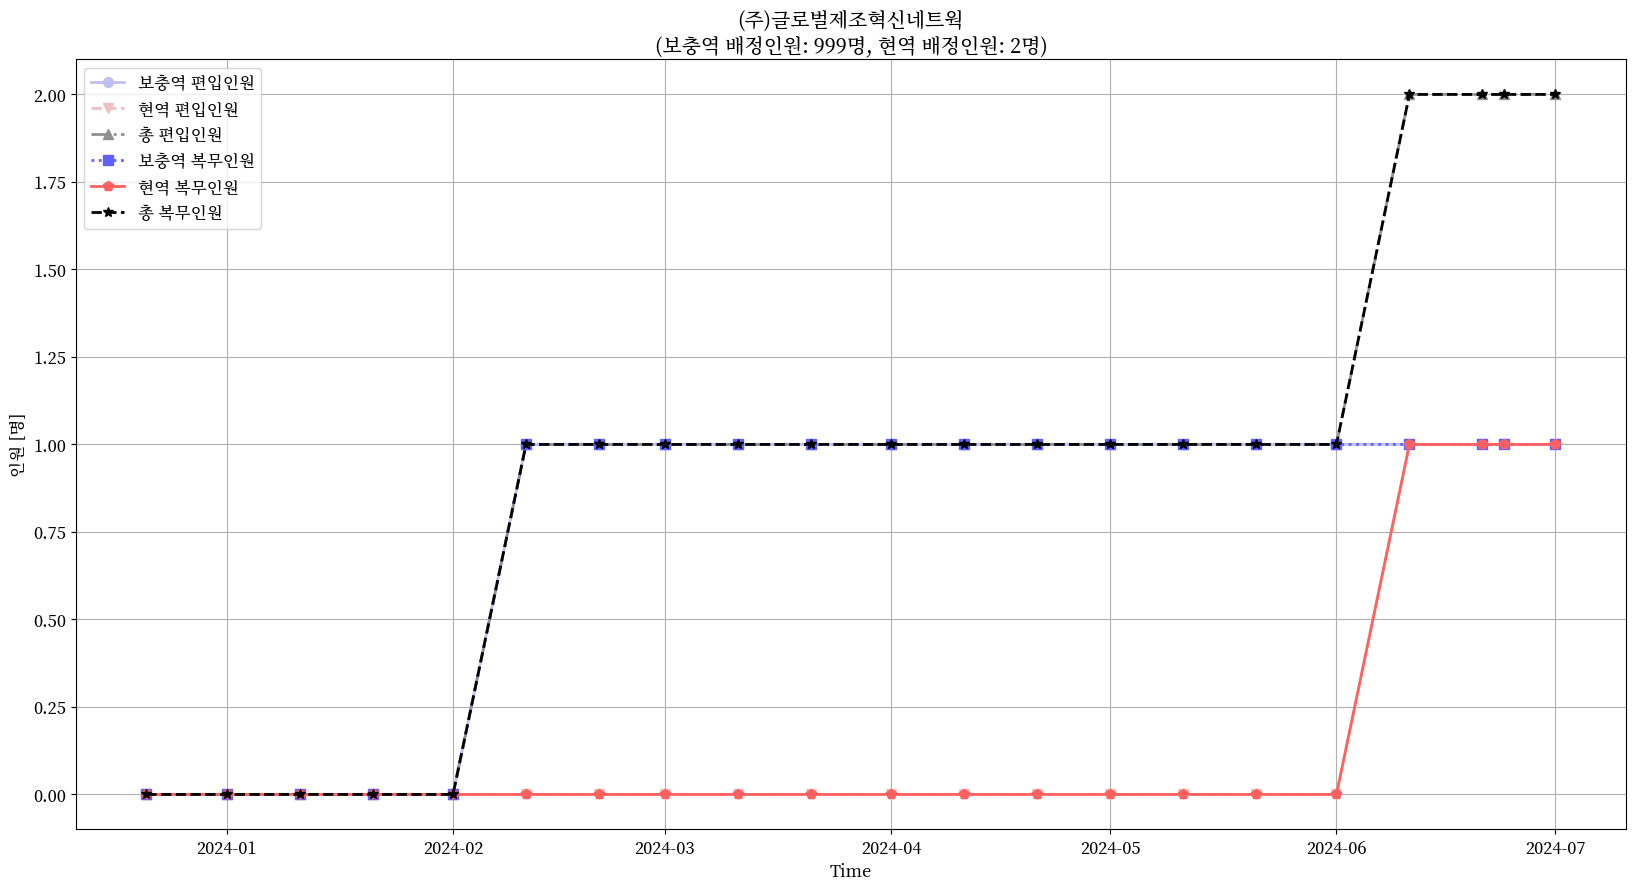 (주)글로벌제조혁신네트웍
(보충역 배정인원: 999명, 현역 배정인원: 2명)
보충역 편입인원
현역 편입인원
총 편입인원
보충역 복무인원
현역 복무인원
총 복무인원
2.00
1.75
1.50
1.25
1.00
0.75
0.50
0.25
0.00
인원 [명]
2024-01 2024-02 2024-03 2024-04 2024-05 2024-06 2024-07
Time